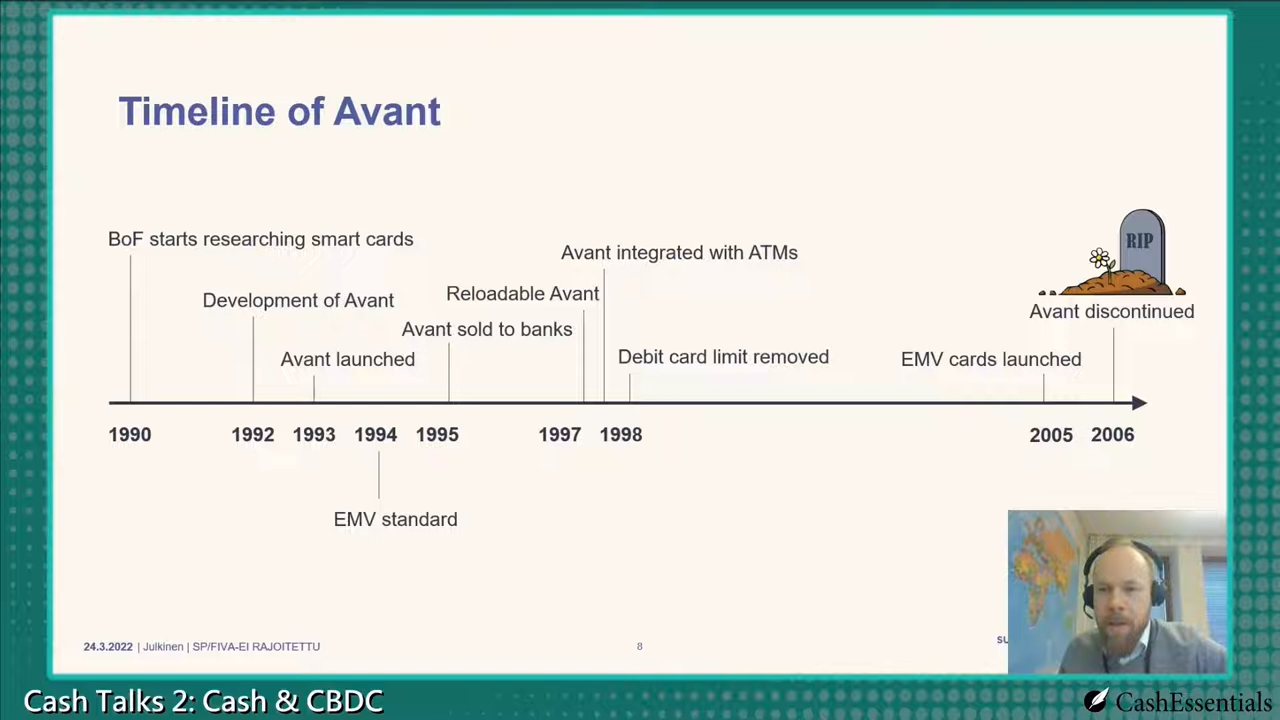 Timeline of Avant
BoF starts researching smart cards
Avant integrated with ATMs
RIP
Development of Avant
Reloadable Avant
Avant discontinued
Avant sold to banks
Avant launched
Debit card limit removed
EMV cards launched
1990 1992 1993 1994 1995 1997 1998 2005 2006
EMV standard
24.3.2022 | Julkinen | SP/FIVA-EI RAJOITETTU
8
Cash Talks 2: Cash & CBDC
CashEssentials